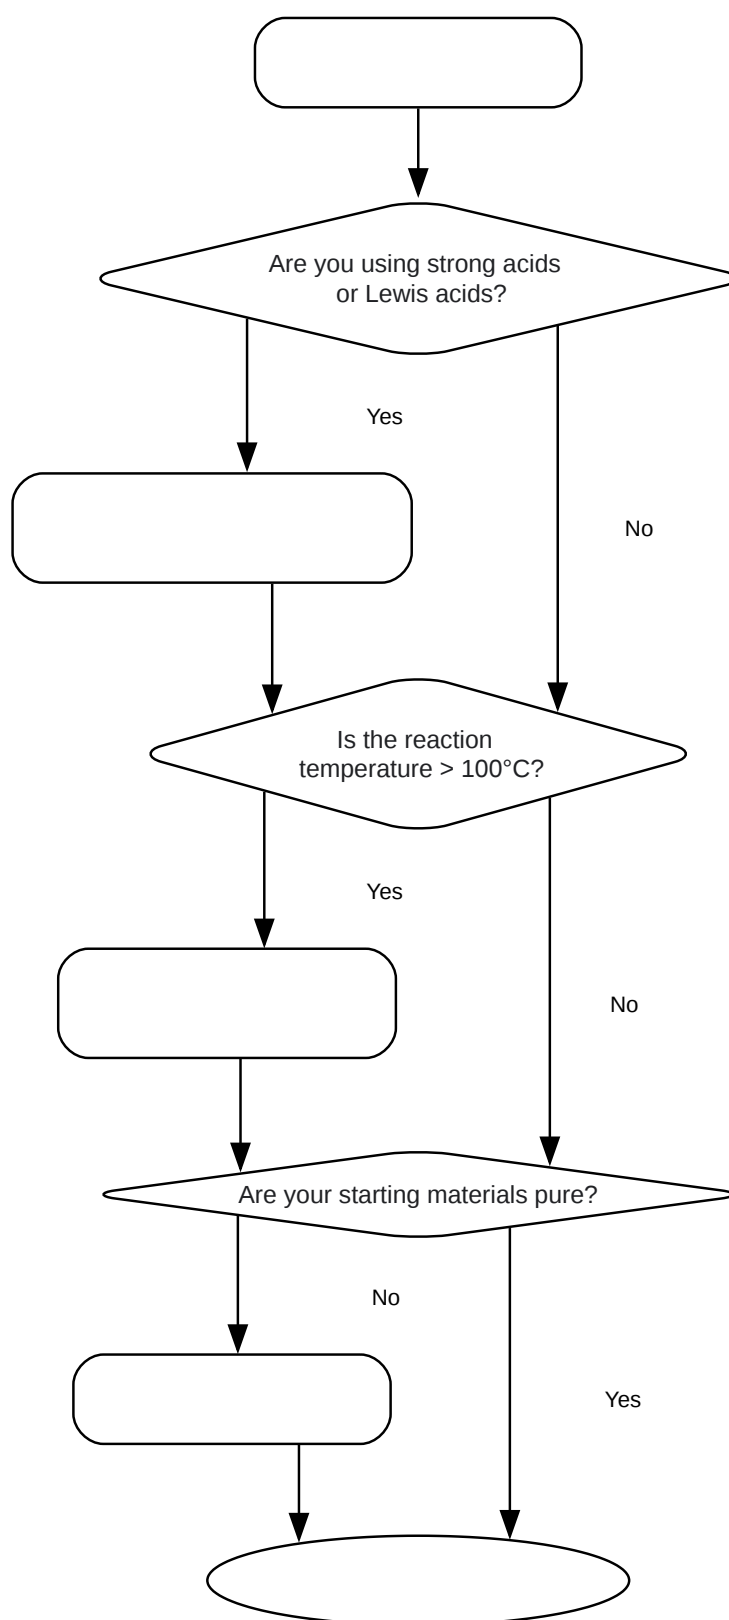 Are you using strong acids
or Lewis acids?
Yes
No
Is the reaction
temperature > 100°C?
Yes
No
Are your starting materials pure?
No
Yes